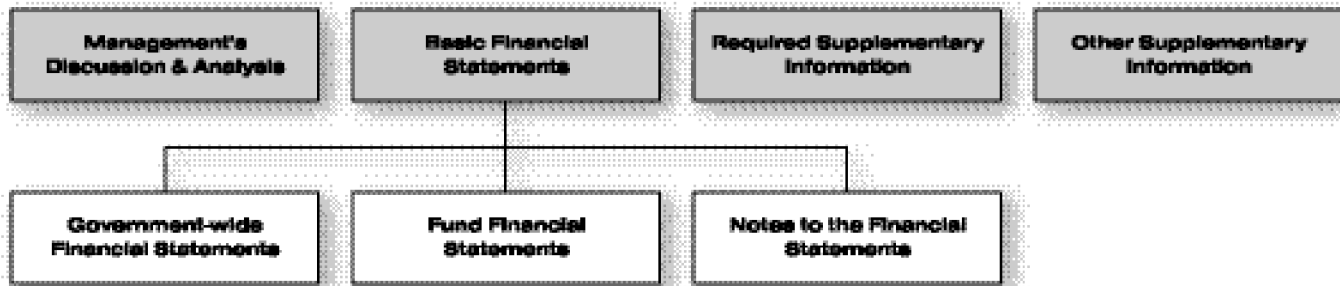 Management's
Discussion & Analysis
Basic Financial
Statements
Required Supplementary
Information
Other Supplementary
Information
Government-wide
Financial Statements
Fund Financial
Statements
Notes to the Financial
Statements